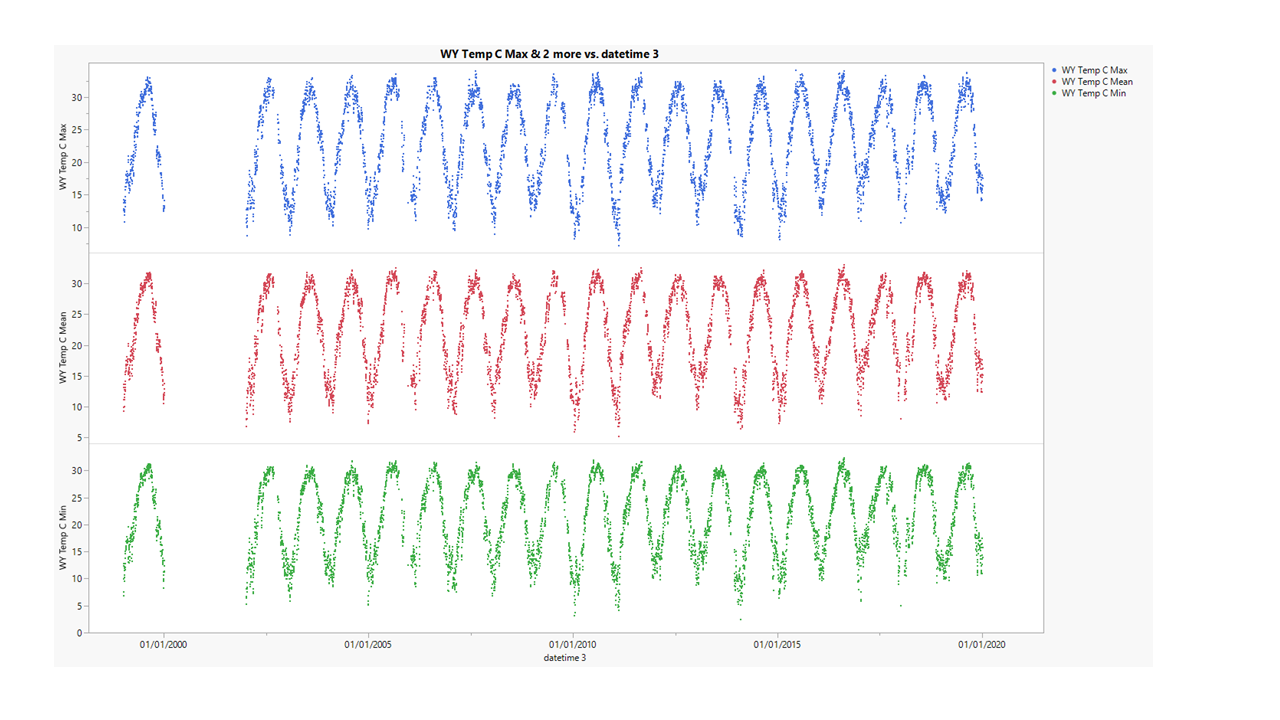 WY Temp C Max & 2 more vs. datetime 3
WY Temp C Max
WY Temp C Mean
WY Temp C Min
WY Temp C Max
30
25
20
15
10
WY Temp C Mean
30
25
20
15
10
5
WY Temp C Min
30
25
20
15
10
5
0
01/01/2000 01/01/2005 01/01/2010 01/01/2015 01/01/2020
datetime 3